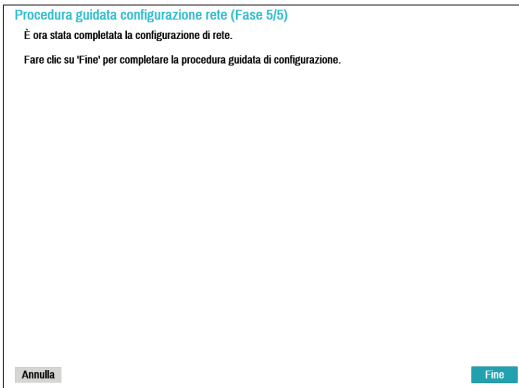 Procedura guidata configurazione rete (Fase 5/5)
È ora stata completata la configurazione di rete.
Fare clic su 'Fine' per completare la procedura guidata di configurazione.
Annulla
Fine